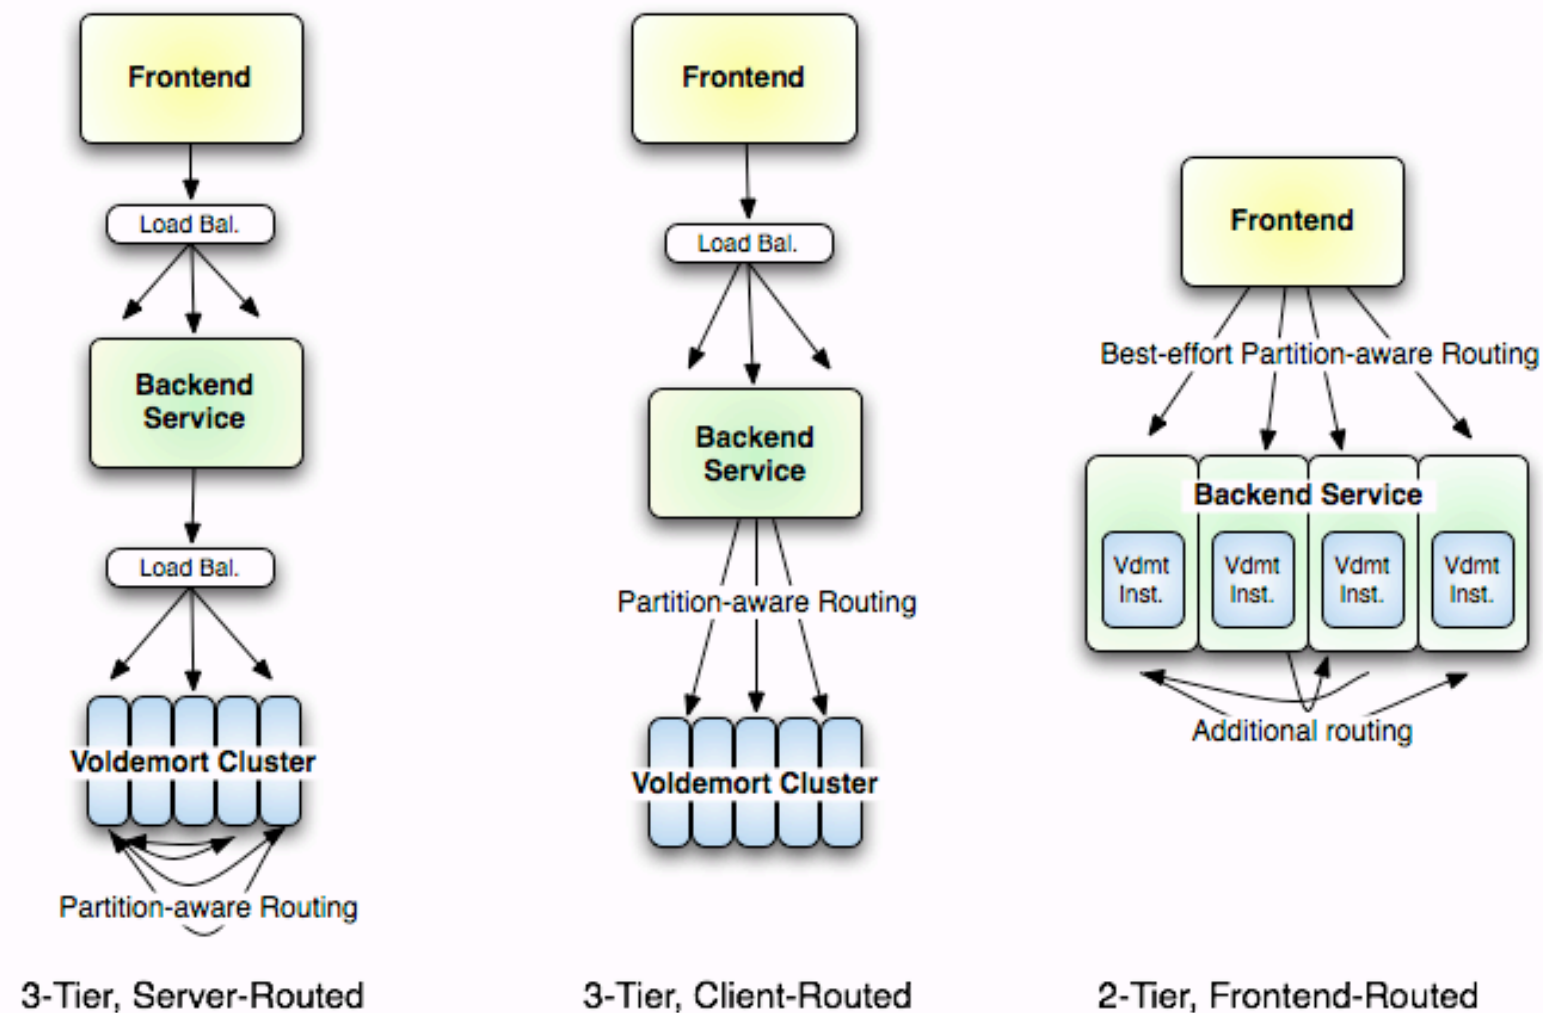 Frontend
Load Bal.
Backend
Service
Load Bal.
Voldemort Cluster
Partition-aware Routing
3-Tier, Server-Routed
Frontend
Load Bal.
Backend
Service
Partition-aware Routing
Voldemort Cluster
3-Tier, Client-Routed
Frontend
Best-effort Partition-aware Routing
Backend Service
Vdmt
Inst.
Vdmt
Inst.
Vdmt
Inst.
Vdmt
Inst.
Additional routing
2-Tier, Frontend-Routed